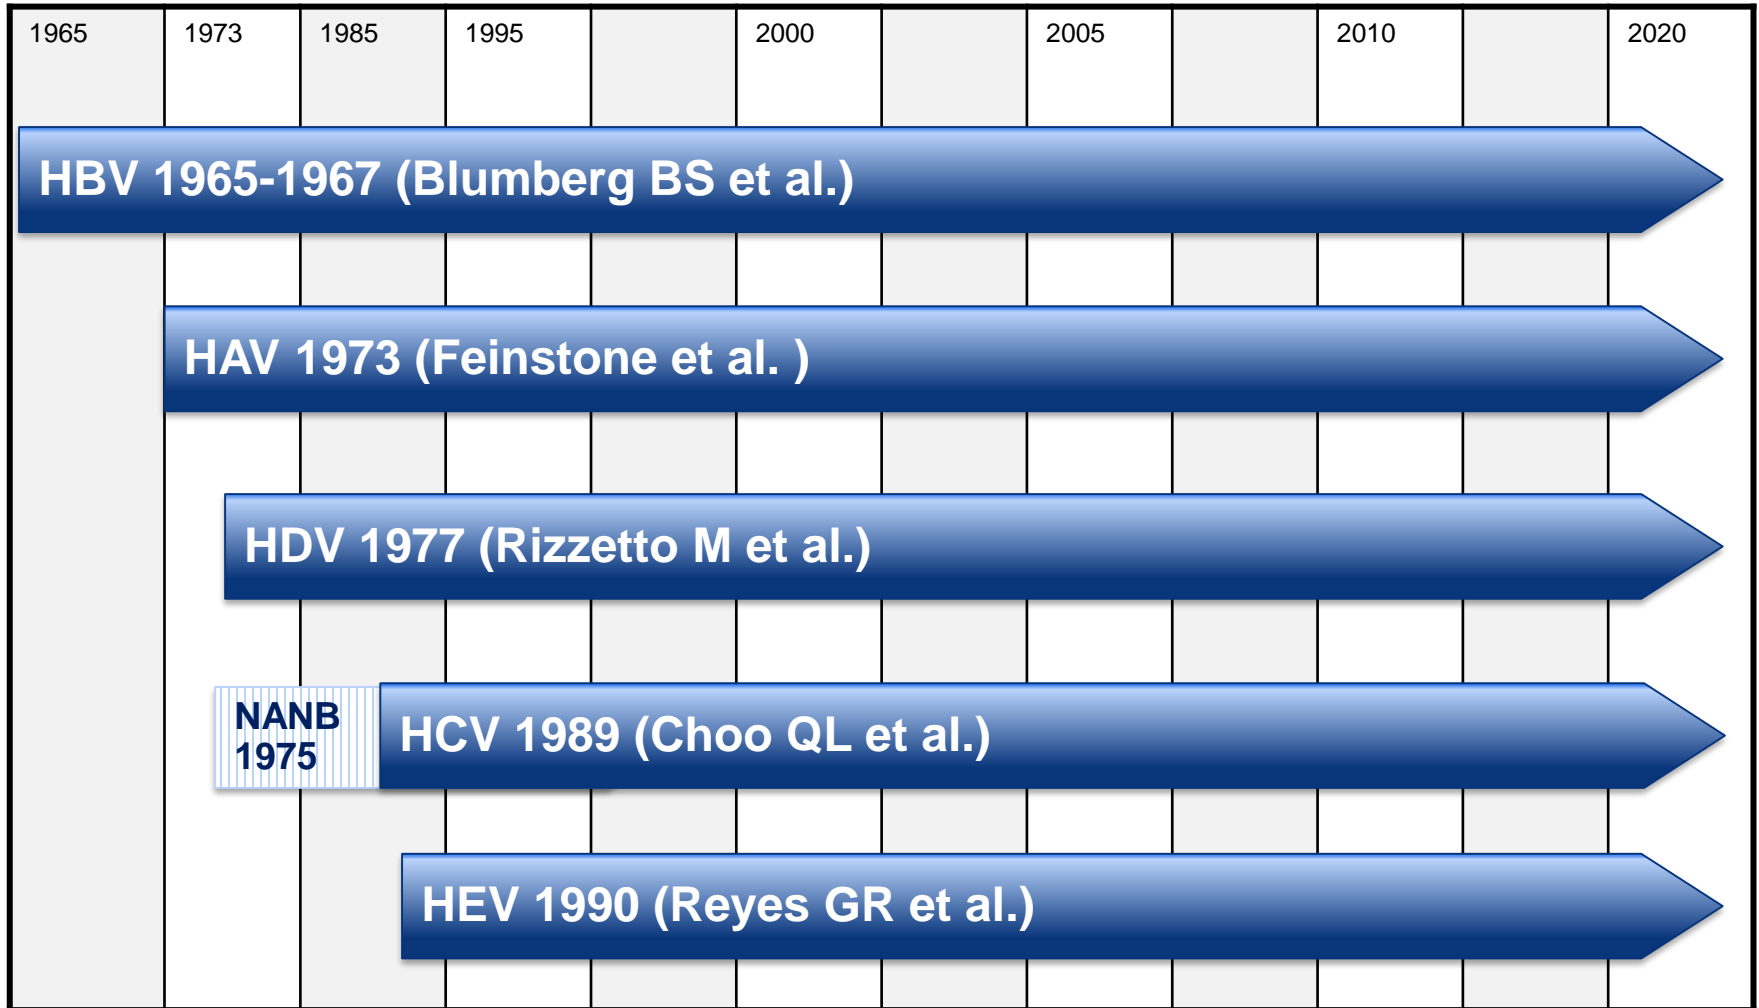 1965 1973 1985 1995 2000 2005 2010 2020
HBV 1965-1967 (Blumberg BS et al.)
HAV 1973 (Feinstone et al. )
HDV 1977 (Rizzetto M et al.)
NANB
1975
HCV 1989 (Choo QL et al.)
HEV 1990 (Reyes GR et al.)